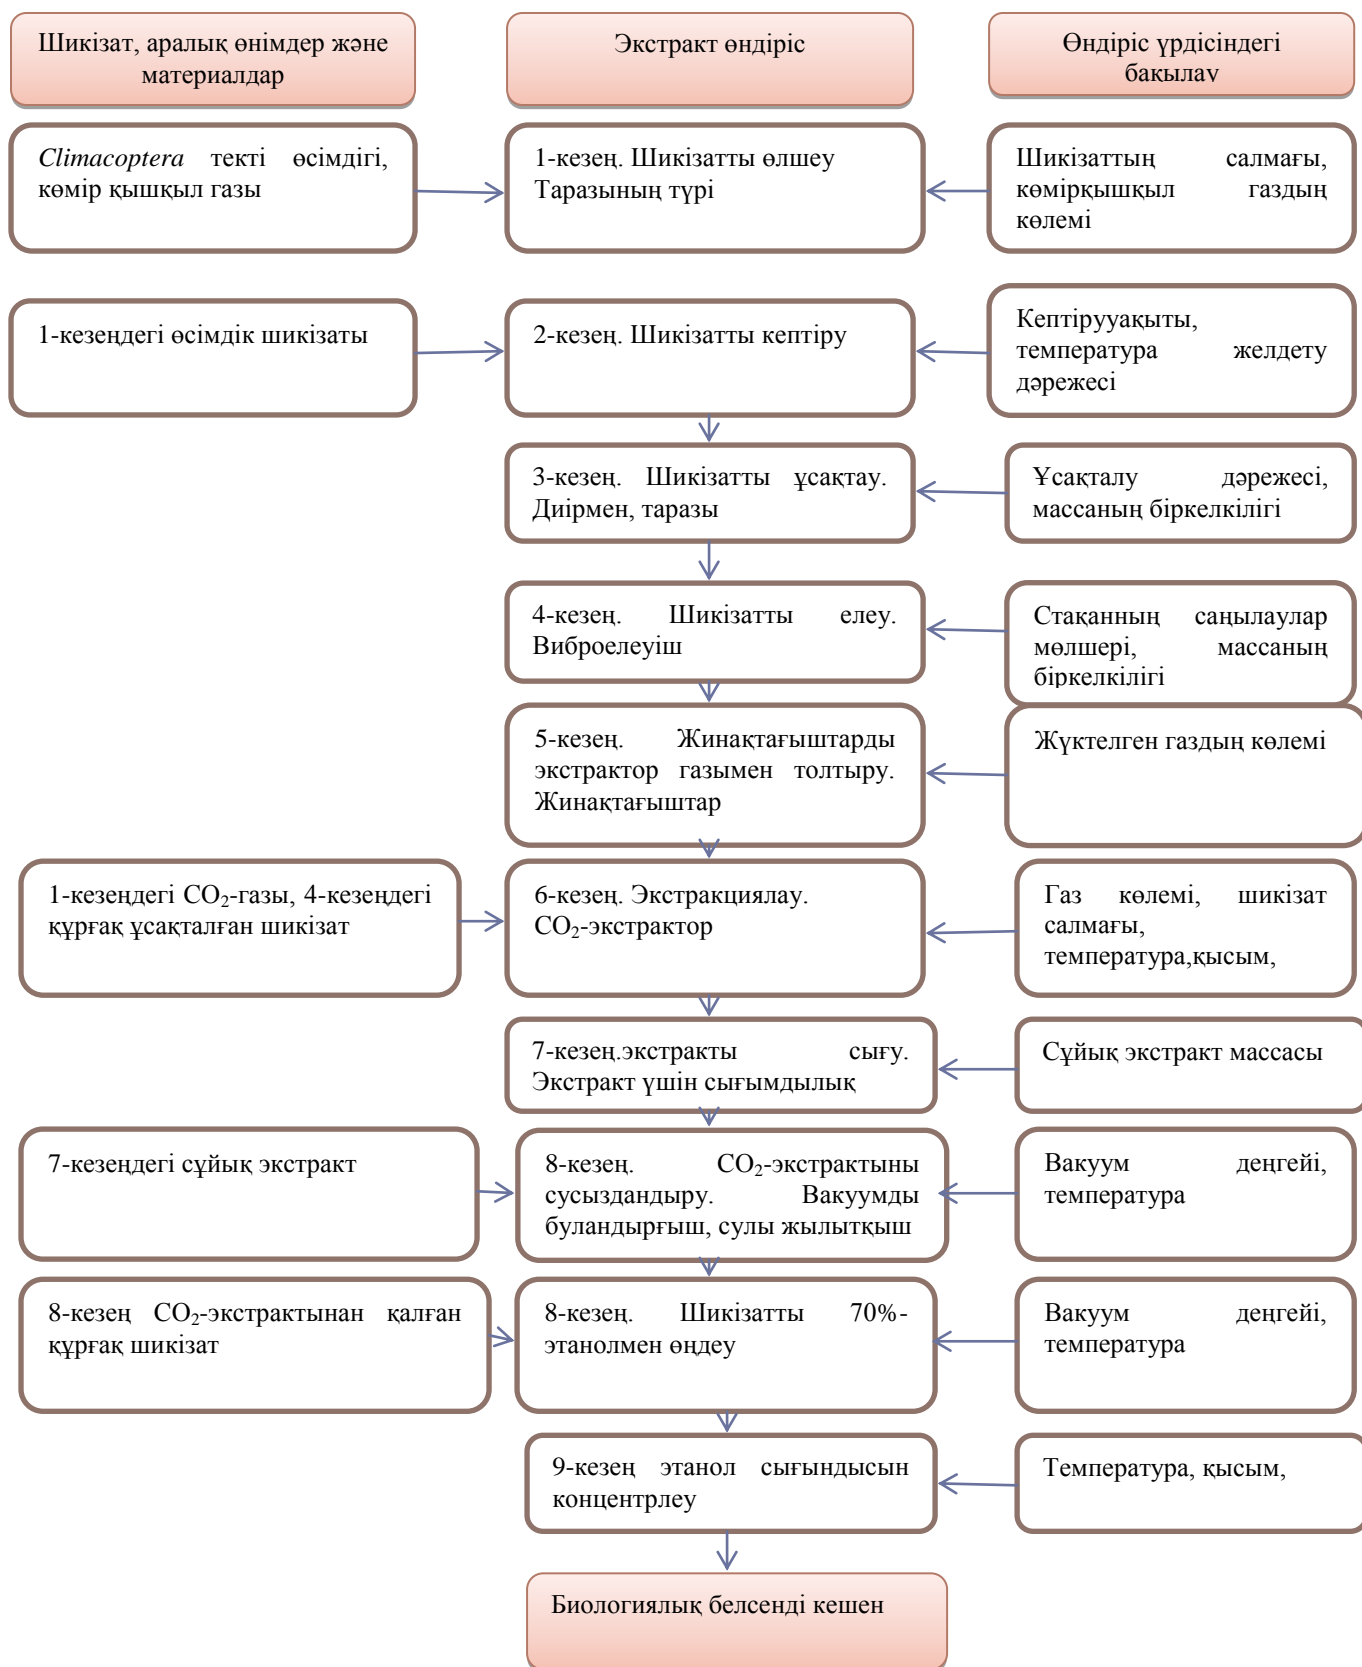 Шикізат, аралық өнімдер және
материалдар
Экстракт өндіріс
Өндіріс үрдісіндегі
бақылау
Climacoptera текті өсімдігі,
көмір қышқыл газы
1-кезең. Шикізатты өлшеу
Таразының түрі
Шикізаттың салмағы,
көмірқышқыл газдың
көлемі
1-кезеңдегі өсімдік шикізаты
2-кезең. Шикізатты кептіру
Кептірууақыты,
температура желдету
дәрежесі
3-кезең. Шикізатты ұсақтау.
Диірмен, таразы
Ұсақталу дәрежесі,
массаның біркелкілігі
4-кезең. Шикізатты елеу.
Виброелеуіш
Стақанның саңылаулар
мөлшері, массаның
біркелкілігі
5-кезең. Жинақтағыштарды
экстрактор газымен толтыру.
Жинақтағыштар
Жүктелген газдың көлемі
1-кезеңдегі CO₂-газы, 4-кезеңдегі
құрғақ ұсақталған шикізат
6-кезең. Экстракциялау.
CO₂-экстрактор
Газ көлемі, шикізат
салмағы,
температура,қысым,
7-кезең.экстракты сығу.
Экстракт үшін сығымдылық
Сұйық экстракт массасы
7-кезеңдегі сұйық экстракт
8-кезең. CO₂-экстрактыны
сусыздандыру. Вакуумды
буландырғыш, сулы жылытқыш
Вакуум деңгейі,
температура
8-кезең CO₂-экстрактынан қалған
құрғақ шикізат
8-кезең. Шикізатты 70%-
этанолмен өңдеу
Вакуум деңгейі,
температура
9-кезең этанол сығындысын
концентрлеу
Температура, қысым,
Биологиялық белсенді кешен